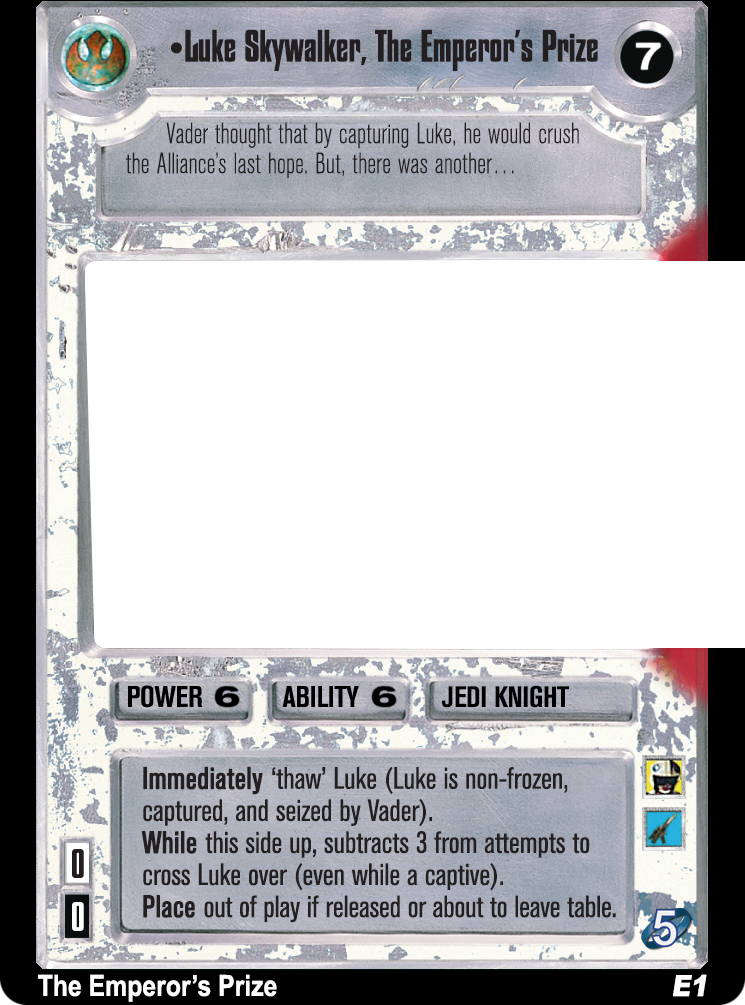 •Luke Skywalker, The Emperor's Prize
7
Vader thought that by capturing Luke, he would crush
the Alliance's last hope. But, there was another...
POWER 6 ABILITY 6 JEDI KNIGHT
Immediately 'thaw' Luke (Luke is non-frozen,
captured, and seized by Vader).
While this side up, subtracts 3 from attempts to
cross Luke over (even while a captive).
Place out of play if released or about to leave table.
0
0
5
The Emperor's Prize E1